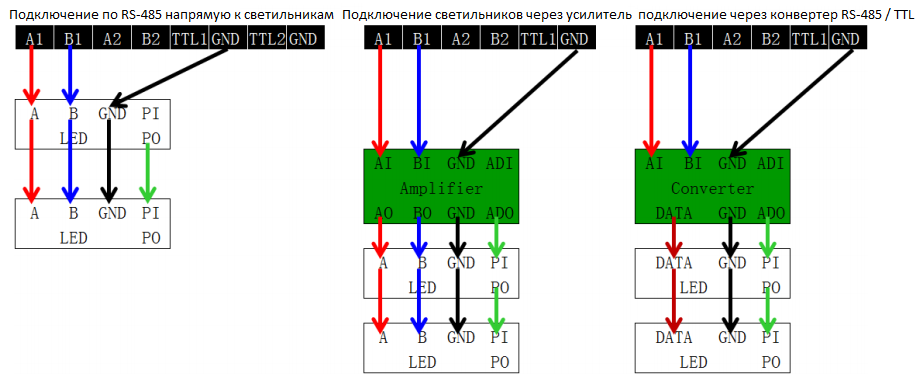 Подключение по RS-485 напрямую к светильникам
A1 B1 A2 B2 TTL1 GND TTL2 GND
A B GND PI
LED PO
A B GND PI
LED PO
Подключение светильников через усилитель
A1 B1 A2 B2 TTL1 GND
AI BI GND ADI
Amplifier
AO BO GND ADO
A B GND PI
LED PO
A B GND PI
LED PO
подключение через конвертер RS-485 / TTL
A1 B1 A2 B2 TTL1 GND
AI BI GND ADI
Converter
DATA GND ADO
DATA GND PI
LED PO
DATA GND PI
LED PO